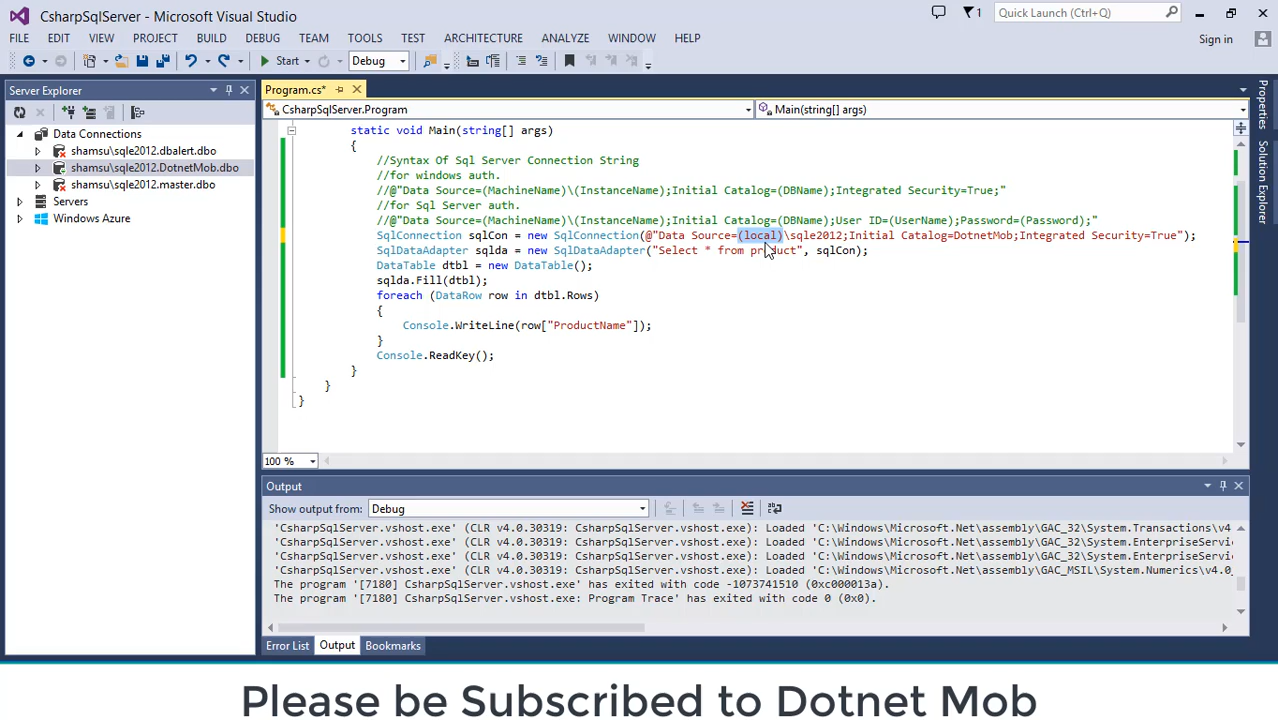 CsharpSqlServer - Microsoft Visual Studio
1
Quick Launch (Ctrl+Q)
FILE EDIT VIEW PROJECT BUILD DEBUG TEAM TOOLS TEST ARCHITECTURE ANALYZE WINDOW HELP
Sign in
Start Debug
Server Explorer
Data Connections
shamsu\sqle2012.dbalert.dbo
shamsu\sqle2012.DotnetMob.dbo
shamsu\sqle2012.master.dbo
Servers
Windows Azure
Program.cs*
CsharpSqlServer.Program
Main(string[] args)
static void Main(string[] args)
{
//Syntax Of Sql Server Connection String
//for windows auth.
//@"Data Source=(MachineName)\(InstanceName);Initial Catalog=(DBName);Integrated Security=True;"
//for Sql Server auth.
//@"Data Source=(MachineName)\(InstanceName);Initial Catalog=(DBName);User ID=(UserName);Password=(Password);"
SqlConnection sqlCon = new SqlConnection(@"Data Source=(local)\sqle2012;Initial Catalog=DotnetMob;Integrated Security=True");
SqlDataAdapter sqlda = new SqlDataAdapter("Select * from product", sqlCon);
DataTable dtbl = new DataTable();
sqlda.Fill(dtbl);
foreach (DataRow row in dtbl.Rows)
{
Console.WriteLine(row["ProductName"]);
}
Console.ReadKey();
}
}
}
100 %
Properties
Solution Explorer
Output
Show output from: Debug
'CsharpSqlServer.vshost.exe' (CLR v4.0.30319: CsharpSqlServer.vshost.exe): Loaded 'C:\Windows\Microsoft.Net\assembly\GAC_32\System.Transactions\v4
'CsharpSqlServer.vshost.exe' (CLR v4.0.30319: CsharpSqlServer.vshost.exe): Loaded 'C:\Windows\Microsoft.Net\assembly\GAC_32\System.EnterpriseServi
'CsharpSqlServer.vshost.exe' (CLR v4.0.30319: CsharpSqlServer.vshost.exe): Loaded 'C:\Windows\Microsoft.Net\assembly\GAC_32\System.EnterpriseServi
'CsharpSqlServer.vshost.exe' (CLR v4.0.30319: CsharpSqlServer.vshost.exe): Loaded 'C:\Windows\Microsoft.Net\assembly\GAC_MSIL\System.Numerics\v4.0_
The program '[7180] CsharpSqlServer.vshost.exe' has exited with code -1073741510 (0xc000013a).
The program '[7180] CsharpSqlServer.vshost.exe: Program Trace' has exited with code 0 (0x0).
Error List Output Bookmarks
Please be Subscribed to Dotnet Mob